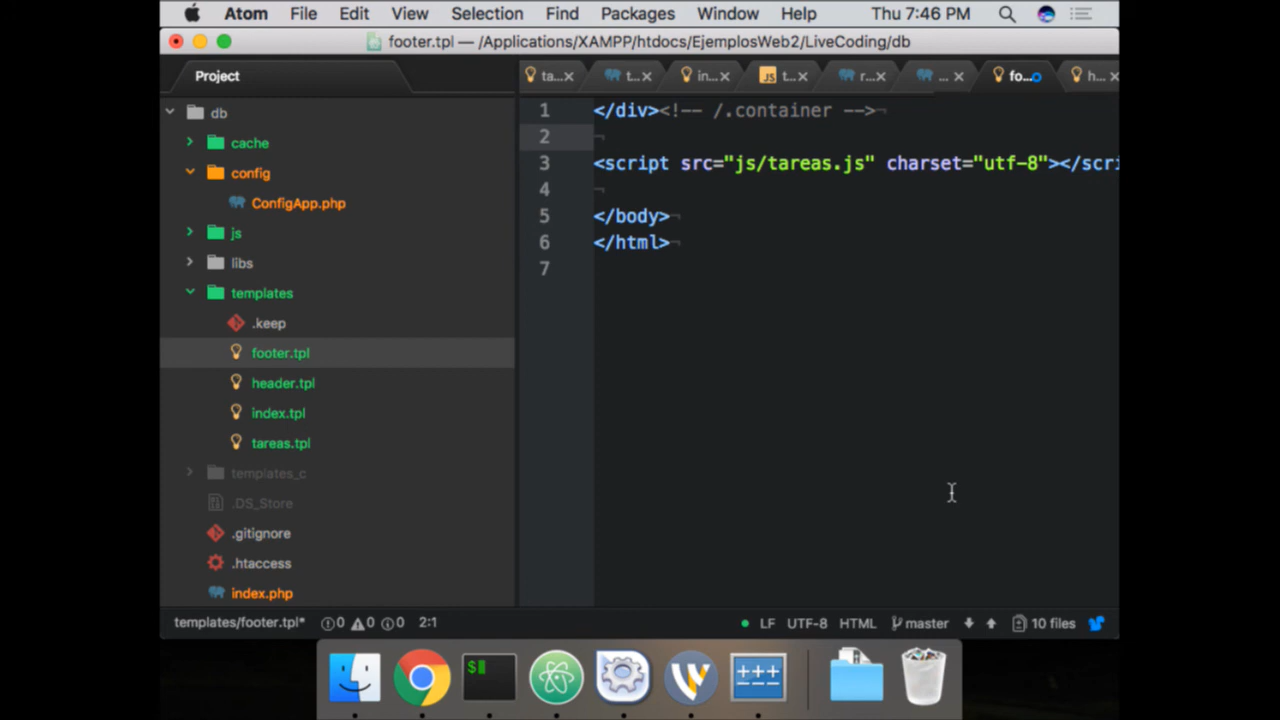 Atom File Edit View Selection Find Packages Window Help Thu 7:46 PM
footer.tpl — /Applications/XAMPP/htdocs/EjemplosWeb2/LiveCoding/db
Project
ta...
t...
in...
JS t...
r...
...
fo...
h...
db
cache
config
ConfigApp.php
js
libs
templates
.keep
footer.tpl
header.tpl
index.tpl
tareas.tpl
templates_c
.DS_Store
.gitignore
.htaccess
index.php
1 </div><!-- /.container -->¬
2 ¬
3 <script src="js/tareas.js" charset="utf-8"></scri
4 ¬
5 </body>¬
6 </html>¬
7
templates/footer.tpl* 0 0 0 2:1 LF UTF-8 HTML master 10 files
$
+++